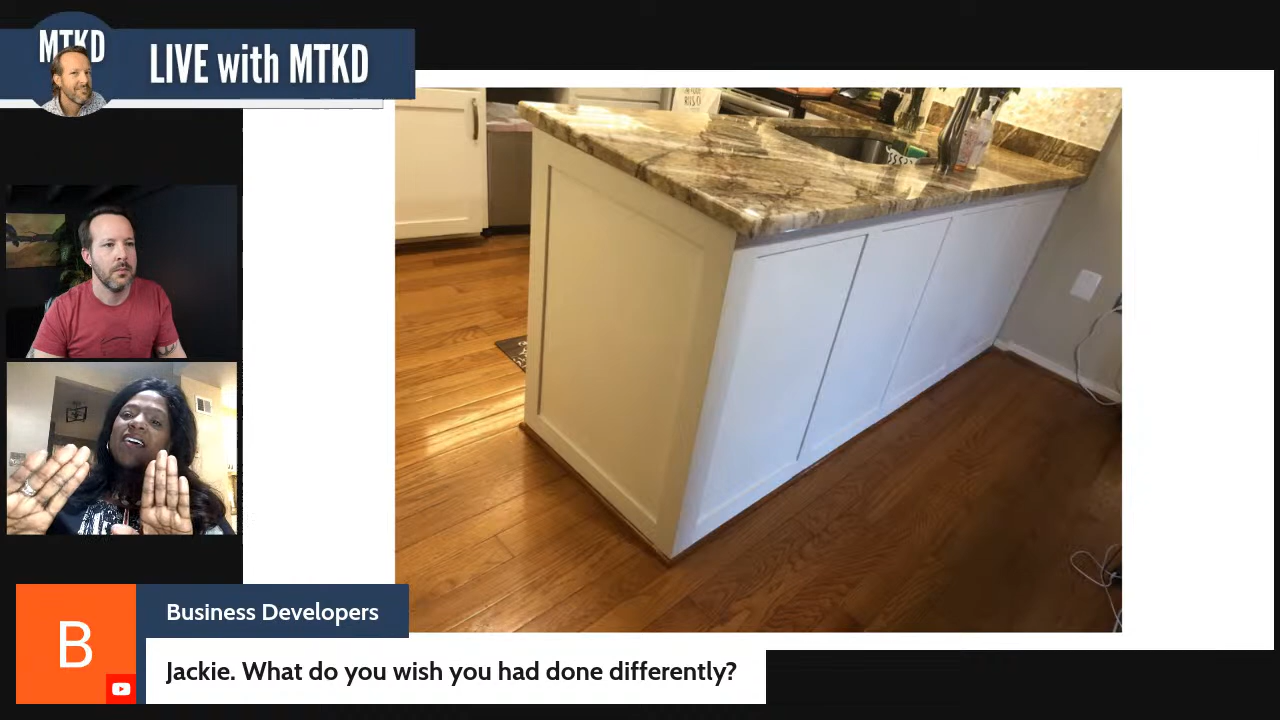 MTKD
LIVE with MTKD
B
Business Developers
Jackie. What do you wish you had done differently?